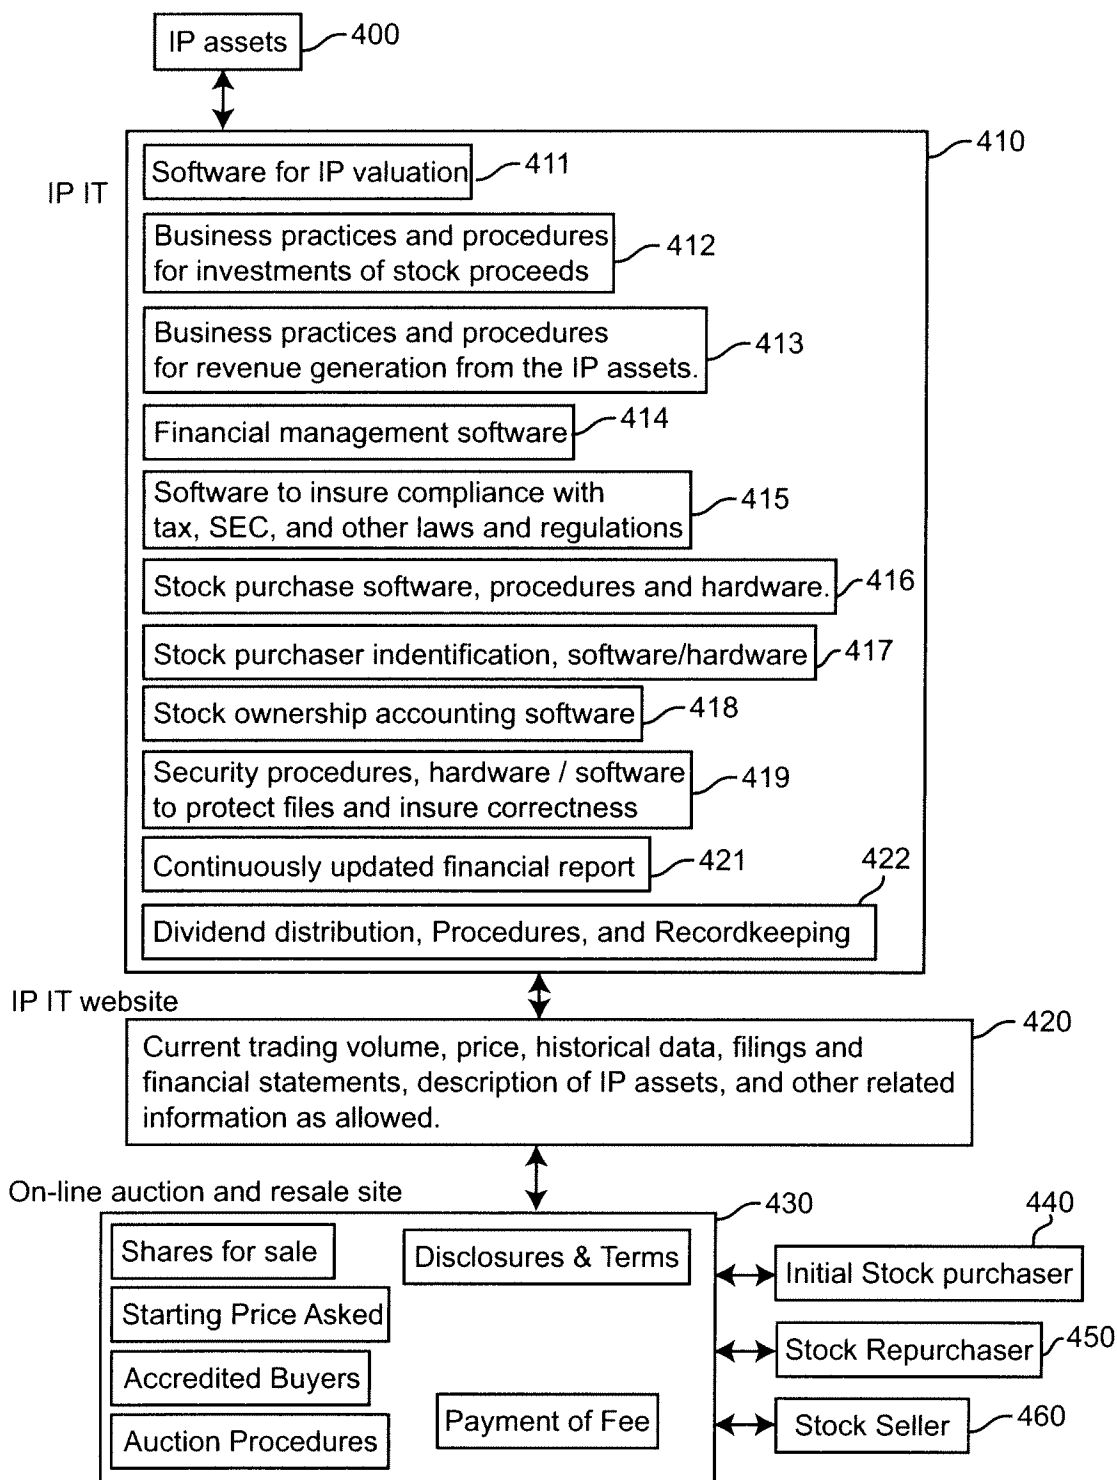 IP assets
400
410
IP IT
Software for IP valuation
411
Business practices and procedures
for investments of stock proceeds
412
Business practices and procedures
for revenue generation from the IP assets.
413
Financial management software
414
Software to insure compliance with
tax, SEC, and other laws and regulations
415
Stock purchase software, procedures and hardware.
416
Stock purchaser indentification, software/hardware
417
Stock ownership accounting software
418
Security procedures, hardware / software
to protect files and insure correctness
419
Continuously updated financial report
421
422
Dividend distribution, Procedures, and Recordkeeping
IP IT website
420
Current trading volume, price, historical data, filings and
financial statements, description of IP assets, and other related
information as allowed.
On-line auction and resale site
430
Shares for sale
Disclosures & Terms
Starting Price Asked
Accredited Buyers
Payment of Fee
Auction Procedures
440
Initial Stock purchaser
Stock Repurchaser
450
Stock Seller
460